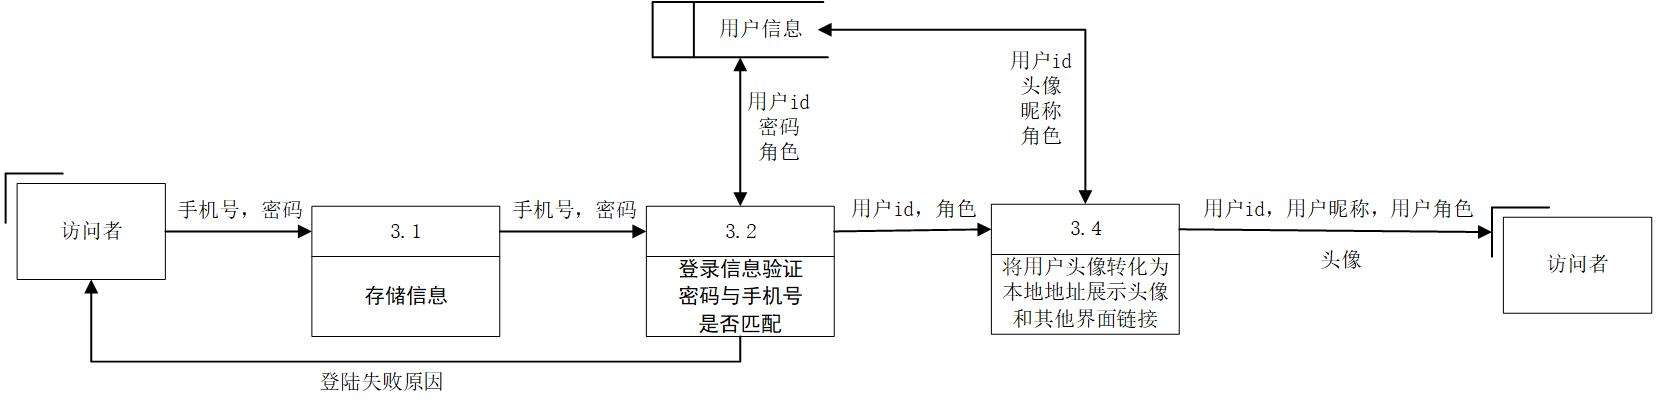 用户信息
用户id
密码
角色
用户id
头像
昵称
角色
访问者
手机号，密码
3.1
存储信息
手机号，密码
3.2
登录信息验证
密码与手机号
是否匹配
用户id，角色
3.4
将用户头像转化为
本地地址展示头像
和其他界面链接
用户id，用户昵称，用户角色
头像
访问者
登陆失败原因